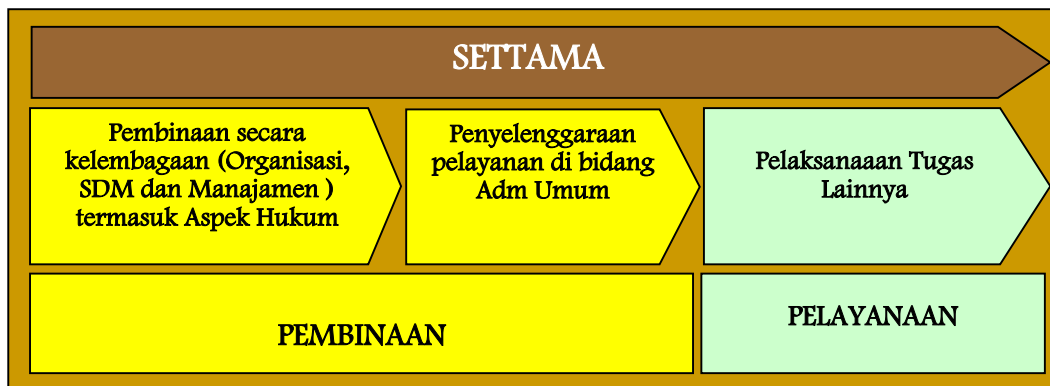 SETTAMA
Pembinaan secara
kelembagaan (Organisasi,
SDM dan Manajamen )
termasuk Aspek Hukum
Penyelenggaraan
pelayanan di bidang
Adm Umum
Pelaksanaaan Tugas
Lainnya
PEMBINAAN
PELAYANAAN